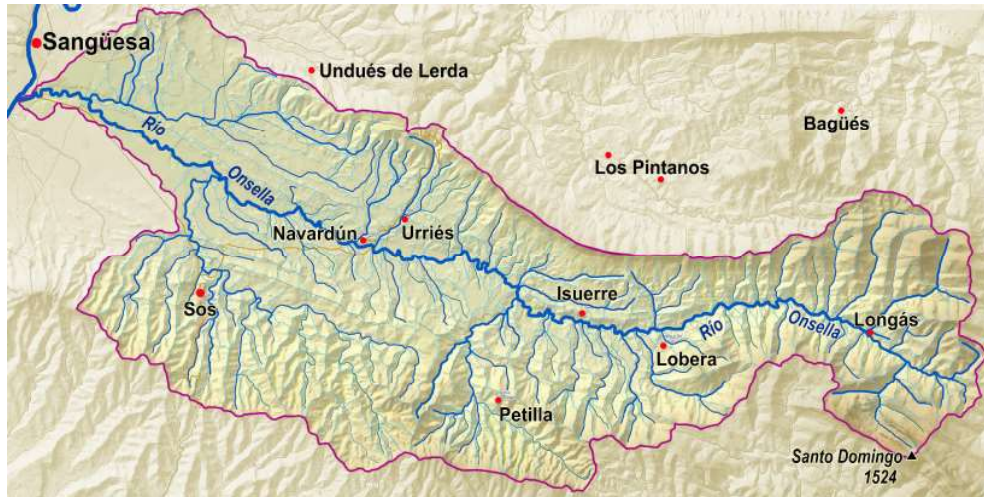 Sangüesa
Undués de Lerda
Bagüés
Río
Los Pintanos
Onsella
Urriés
Navardún
Isuerre
Sos
Longás
Río
Onsella
Lobera
Petilla
Santo Domingo
1524